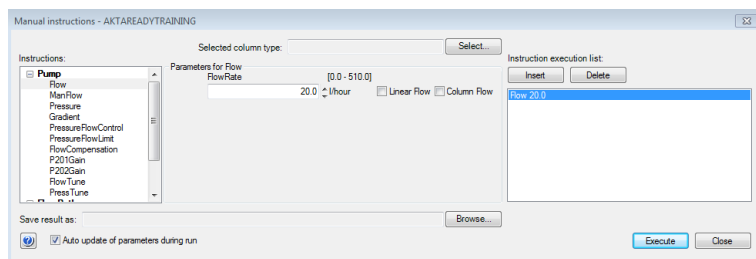 Manual instructions - AKTAREADYTRAINING
Selected column type:
Select...
Instructions:
Pump
Flow
ManFlow
Pressure
Gradient
PressureFlowControl
PressureFlowLimit
FlowCompensation
P201Gain
P202Gain
FlowTune
PressTune
Parameters for Flow
FlowRate [0.0 - 510.0]
20.0 l/hour Linear Flow Column Flow
Instruction execution list:
Insert Delete
Flow 20.0
Save result as:
Browse...
Auto update of parameters during run
Execute Close